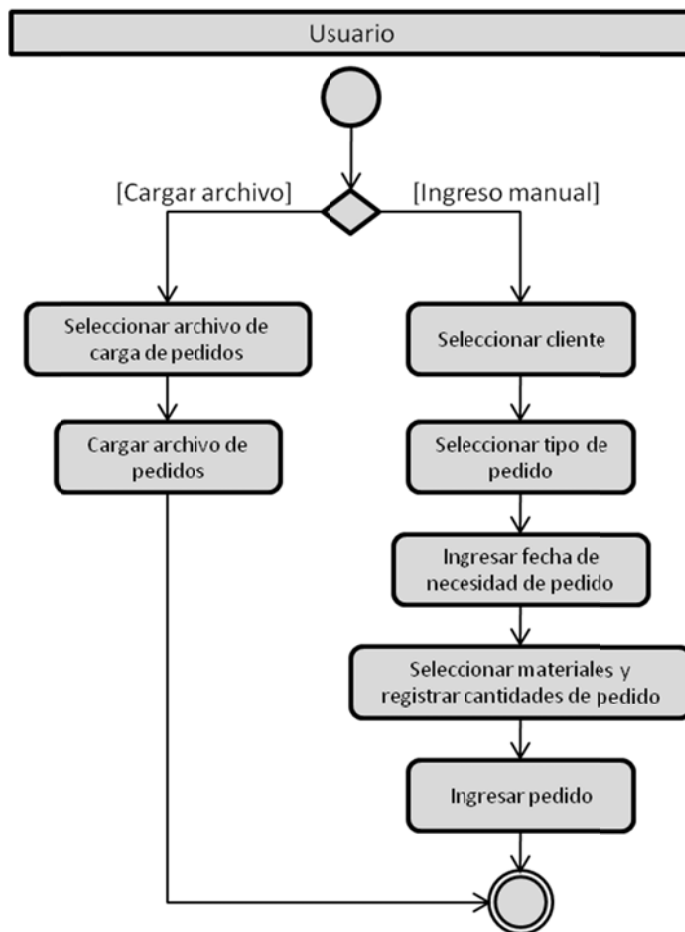 Usuario
[Cargar archivo]
[Ingreso manual]
Seleccionar archivo de
carga de pedidos
Seleccionar cliente
Cargar archivo de
pedidos
Seleccionar tipo de
pedido
Ingresar fecha de
necesidad de pedido
Seleccionar materiales y
registrar cantidades de pedido
Ingresar pedido